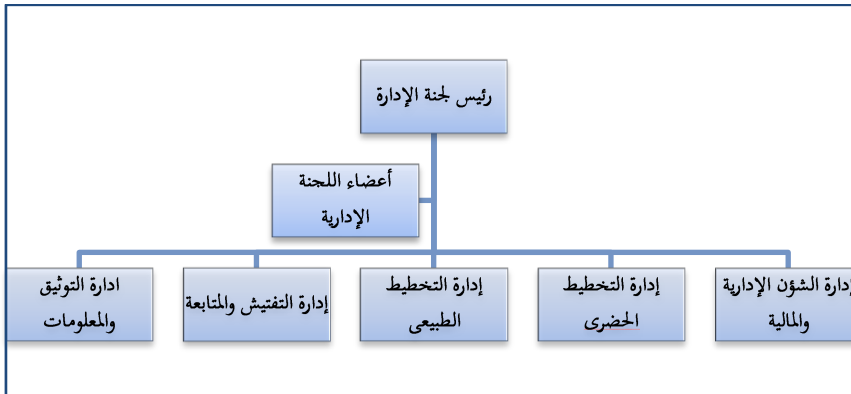 رئيس لجنة الإدارة
أعضاء اللجنة
الإدارية
إدارة الشؤن الإدارية
والمالية
إدارة التخطيط
الحضرى
إدارة التخطيط
الطبيعى
إدارة التفتيش والمتابعة
ادارة التوثيق
والمعلومات